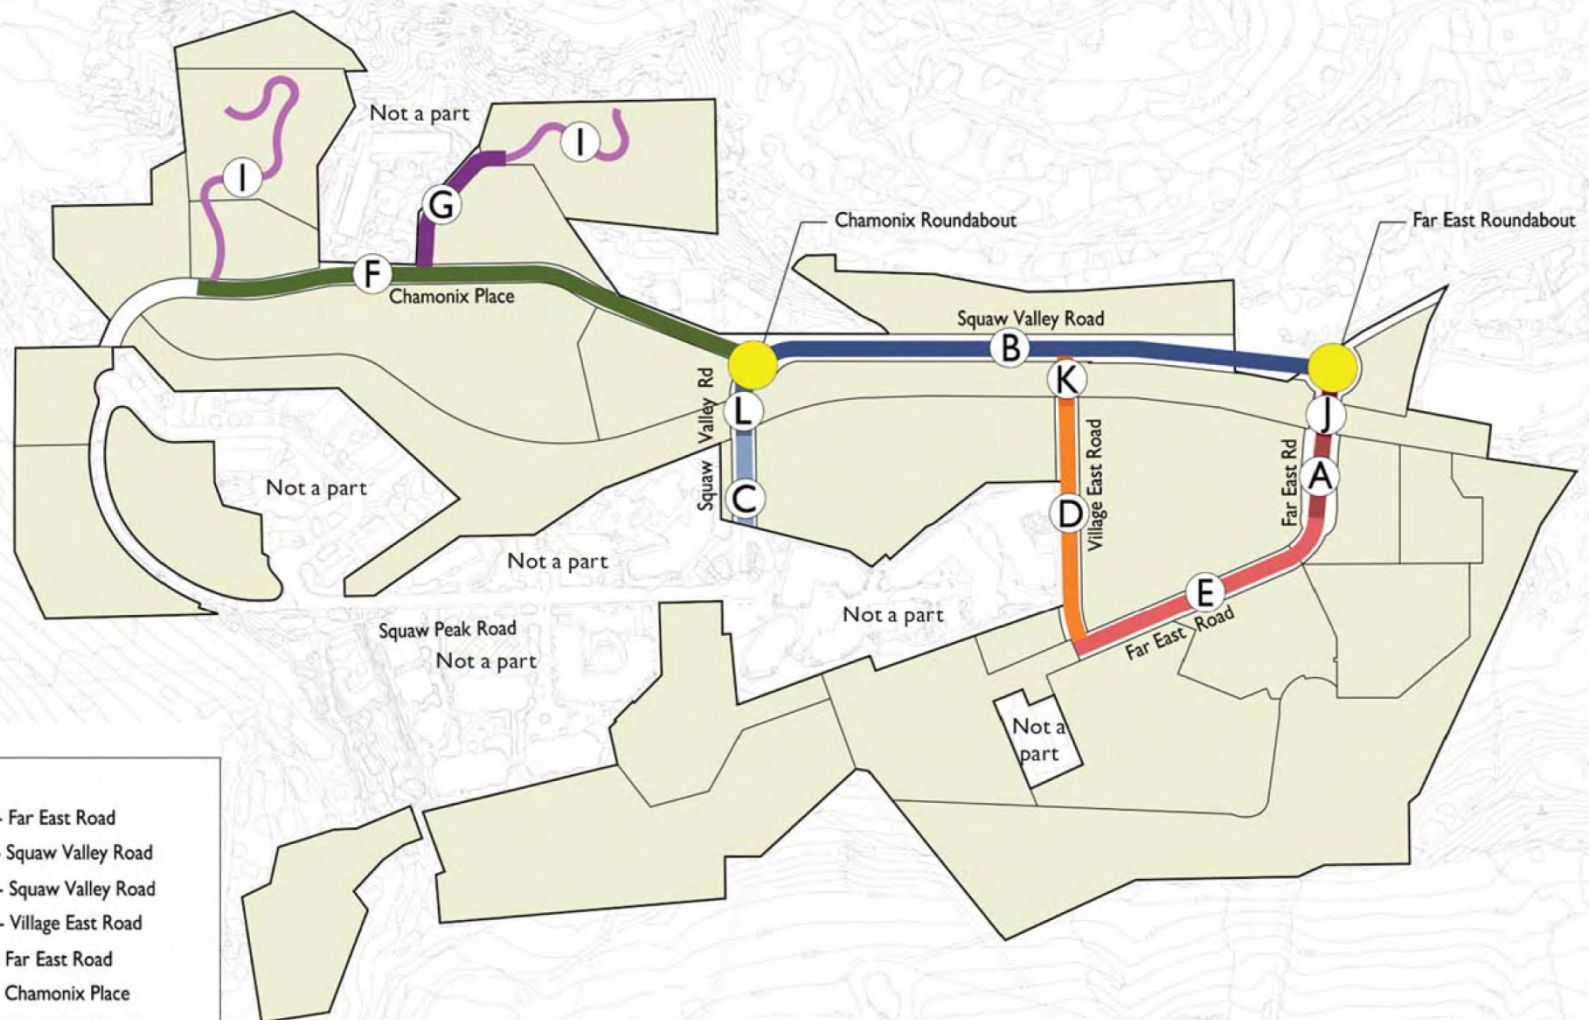 Not a part
I
I
G
Chamonix Roundabout
Far East Roundabout
F
Chamonix Place
Squaw Valley Road
B
K
L
J
Squaw Valley Rd
Not a part
C
Village East Road
D
Far East Rd
A
Not a part
E
Far East Road
Not a part
Squaw Peak Road
Not a part
Not a
part
- Far East Road
- Squaw Valley Road
- Squaw Valley Road
- Village East Road
Far East Road
Chamonix Place